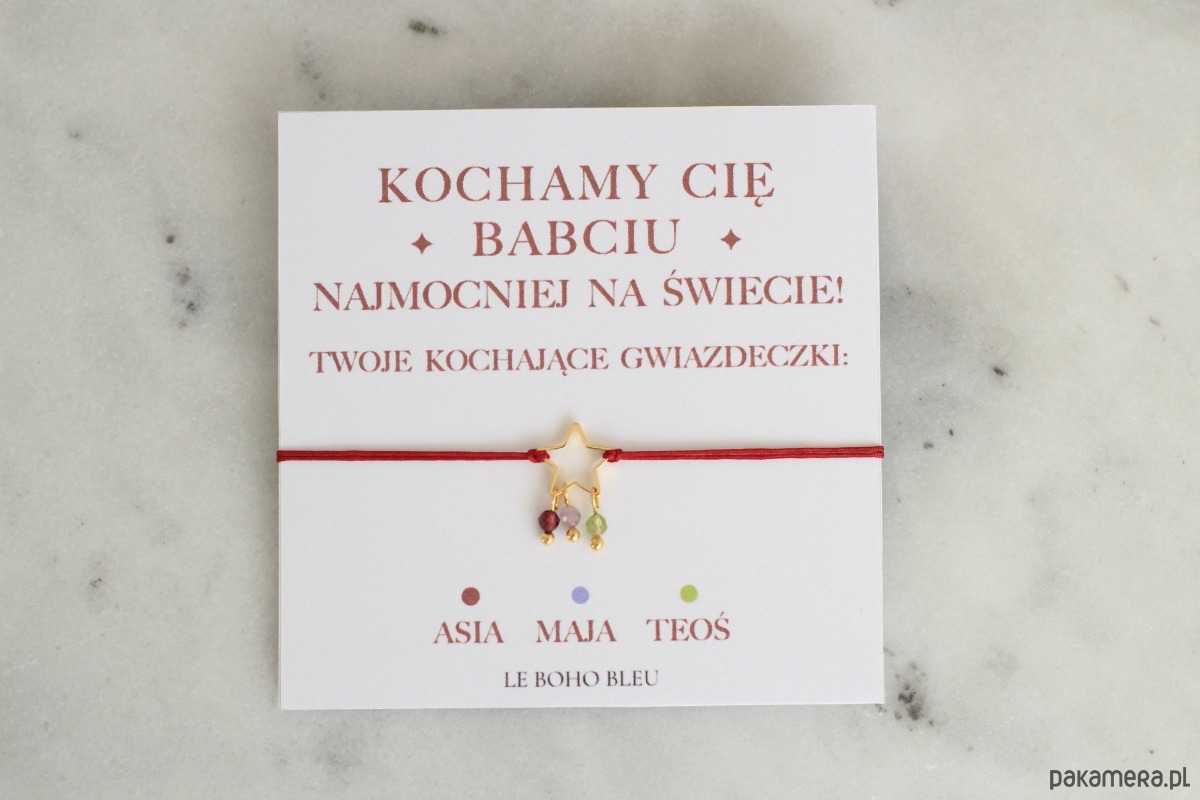 KOCHAMY CIĘ
BABCIU
NAJMOCNIEJ NA ŚWIECIE!
TWOJE KOCHAJĄCE GWIAZDECZKI:
ASIA MAJA TEOŚ
LE BOHO BLEU
pakamera.pl